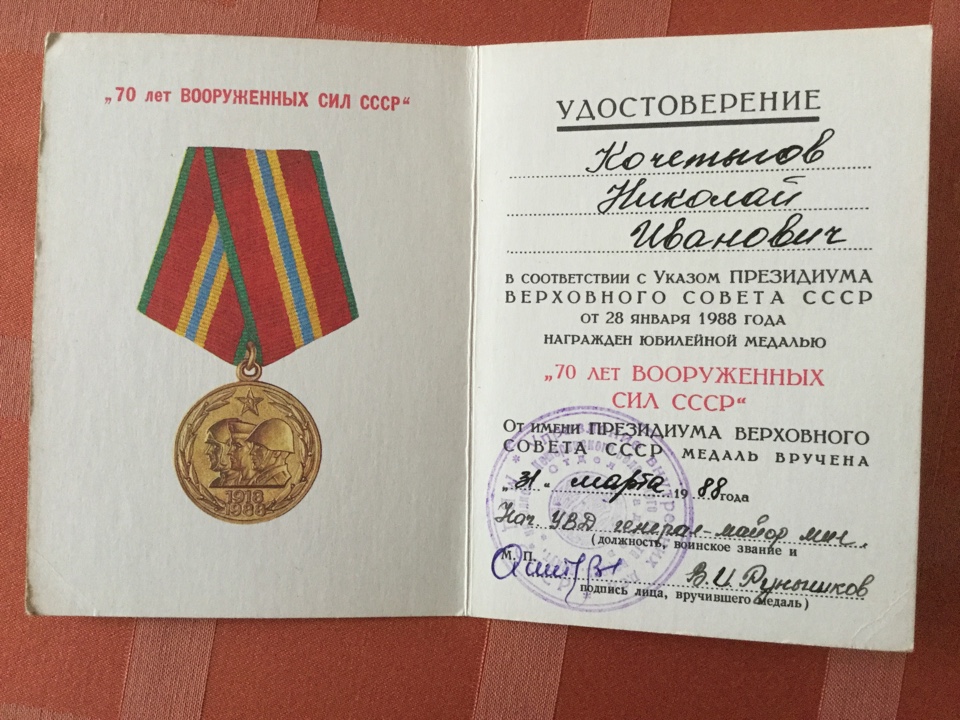 „70 лет ВООРУЖЕННЫХ СИЛ СССР“
1918
1988
УДОСТОВЕРЕНИЕ
Николай
Иванович
В СООТВЕТСТВИИ С УКАЗОМ ПРЕЗИДИУМА
ВЕРХОВНОГО СОВЕТА СССР
ОТ 28 ЯНВАРЯ 1988 ГОДА
НАГРАЖДЕН ЮБИЛЕЙНОЙ МЕДАЛЬЮ
„70 ЛЕТ ВООРУЖЕННЫХ
СИЛ СССР“
ОТ ИМЕНИ ПРЕЗИДИУМА ВЕРХОВНОГО
СОВЕТА СССР МЕДАЛЬ ВРУЧЕНА
„31“ марта 1988 года
Нач. УВД генерал-майор мил.
(должность, воинское звание и
М. П.
В.И.
подпись лица, вручившего медаль)